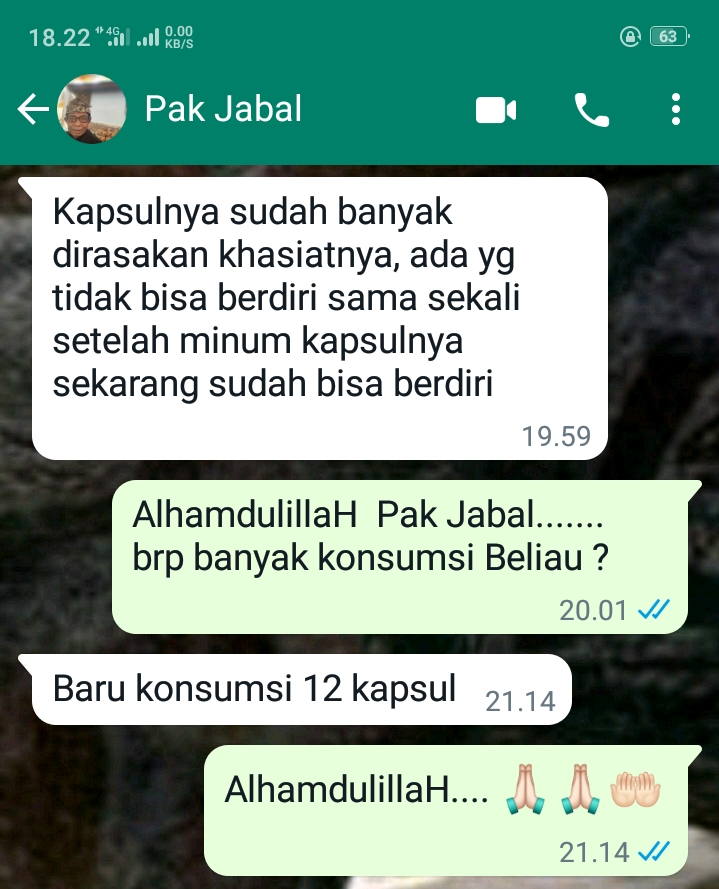 18.22 4G 0.00 KB/S 63
Pak Jabal
Kapsulnya sudah banyak
dirasakan khasiatnya, ada yg
tidak bisa berdiri sama sekali
setelah minum kapsulnya
sekarang sudah bisa berdiri
19.59
AlhamdulillaH Pak Jabal.......
brp banyak konsumsi Beliau ?
20.01
Baru konsumsi 12 kapsul 21.14
AlhamdulillaH.... 🙏🏻 🙏🏻 🤲🏻
21.14